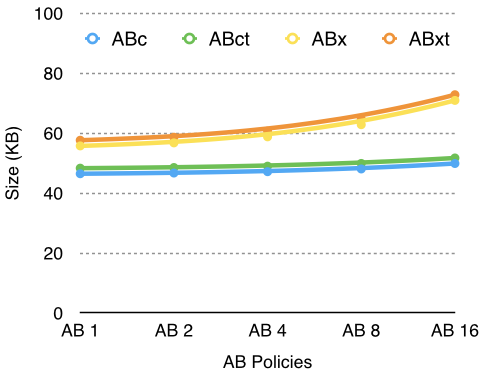 100
ABc ABct ABx ABxt
80
60
40
20
0
Size (KB)
AB 1 AB 2 AB 4 AB 8 AB 16
AB Policies